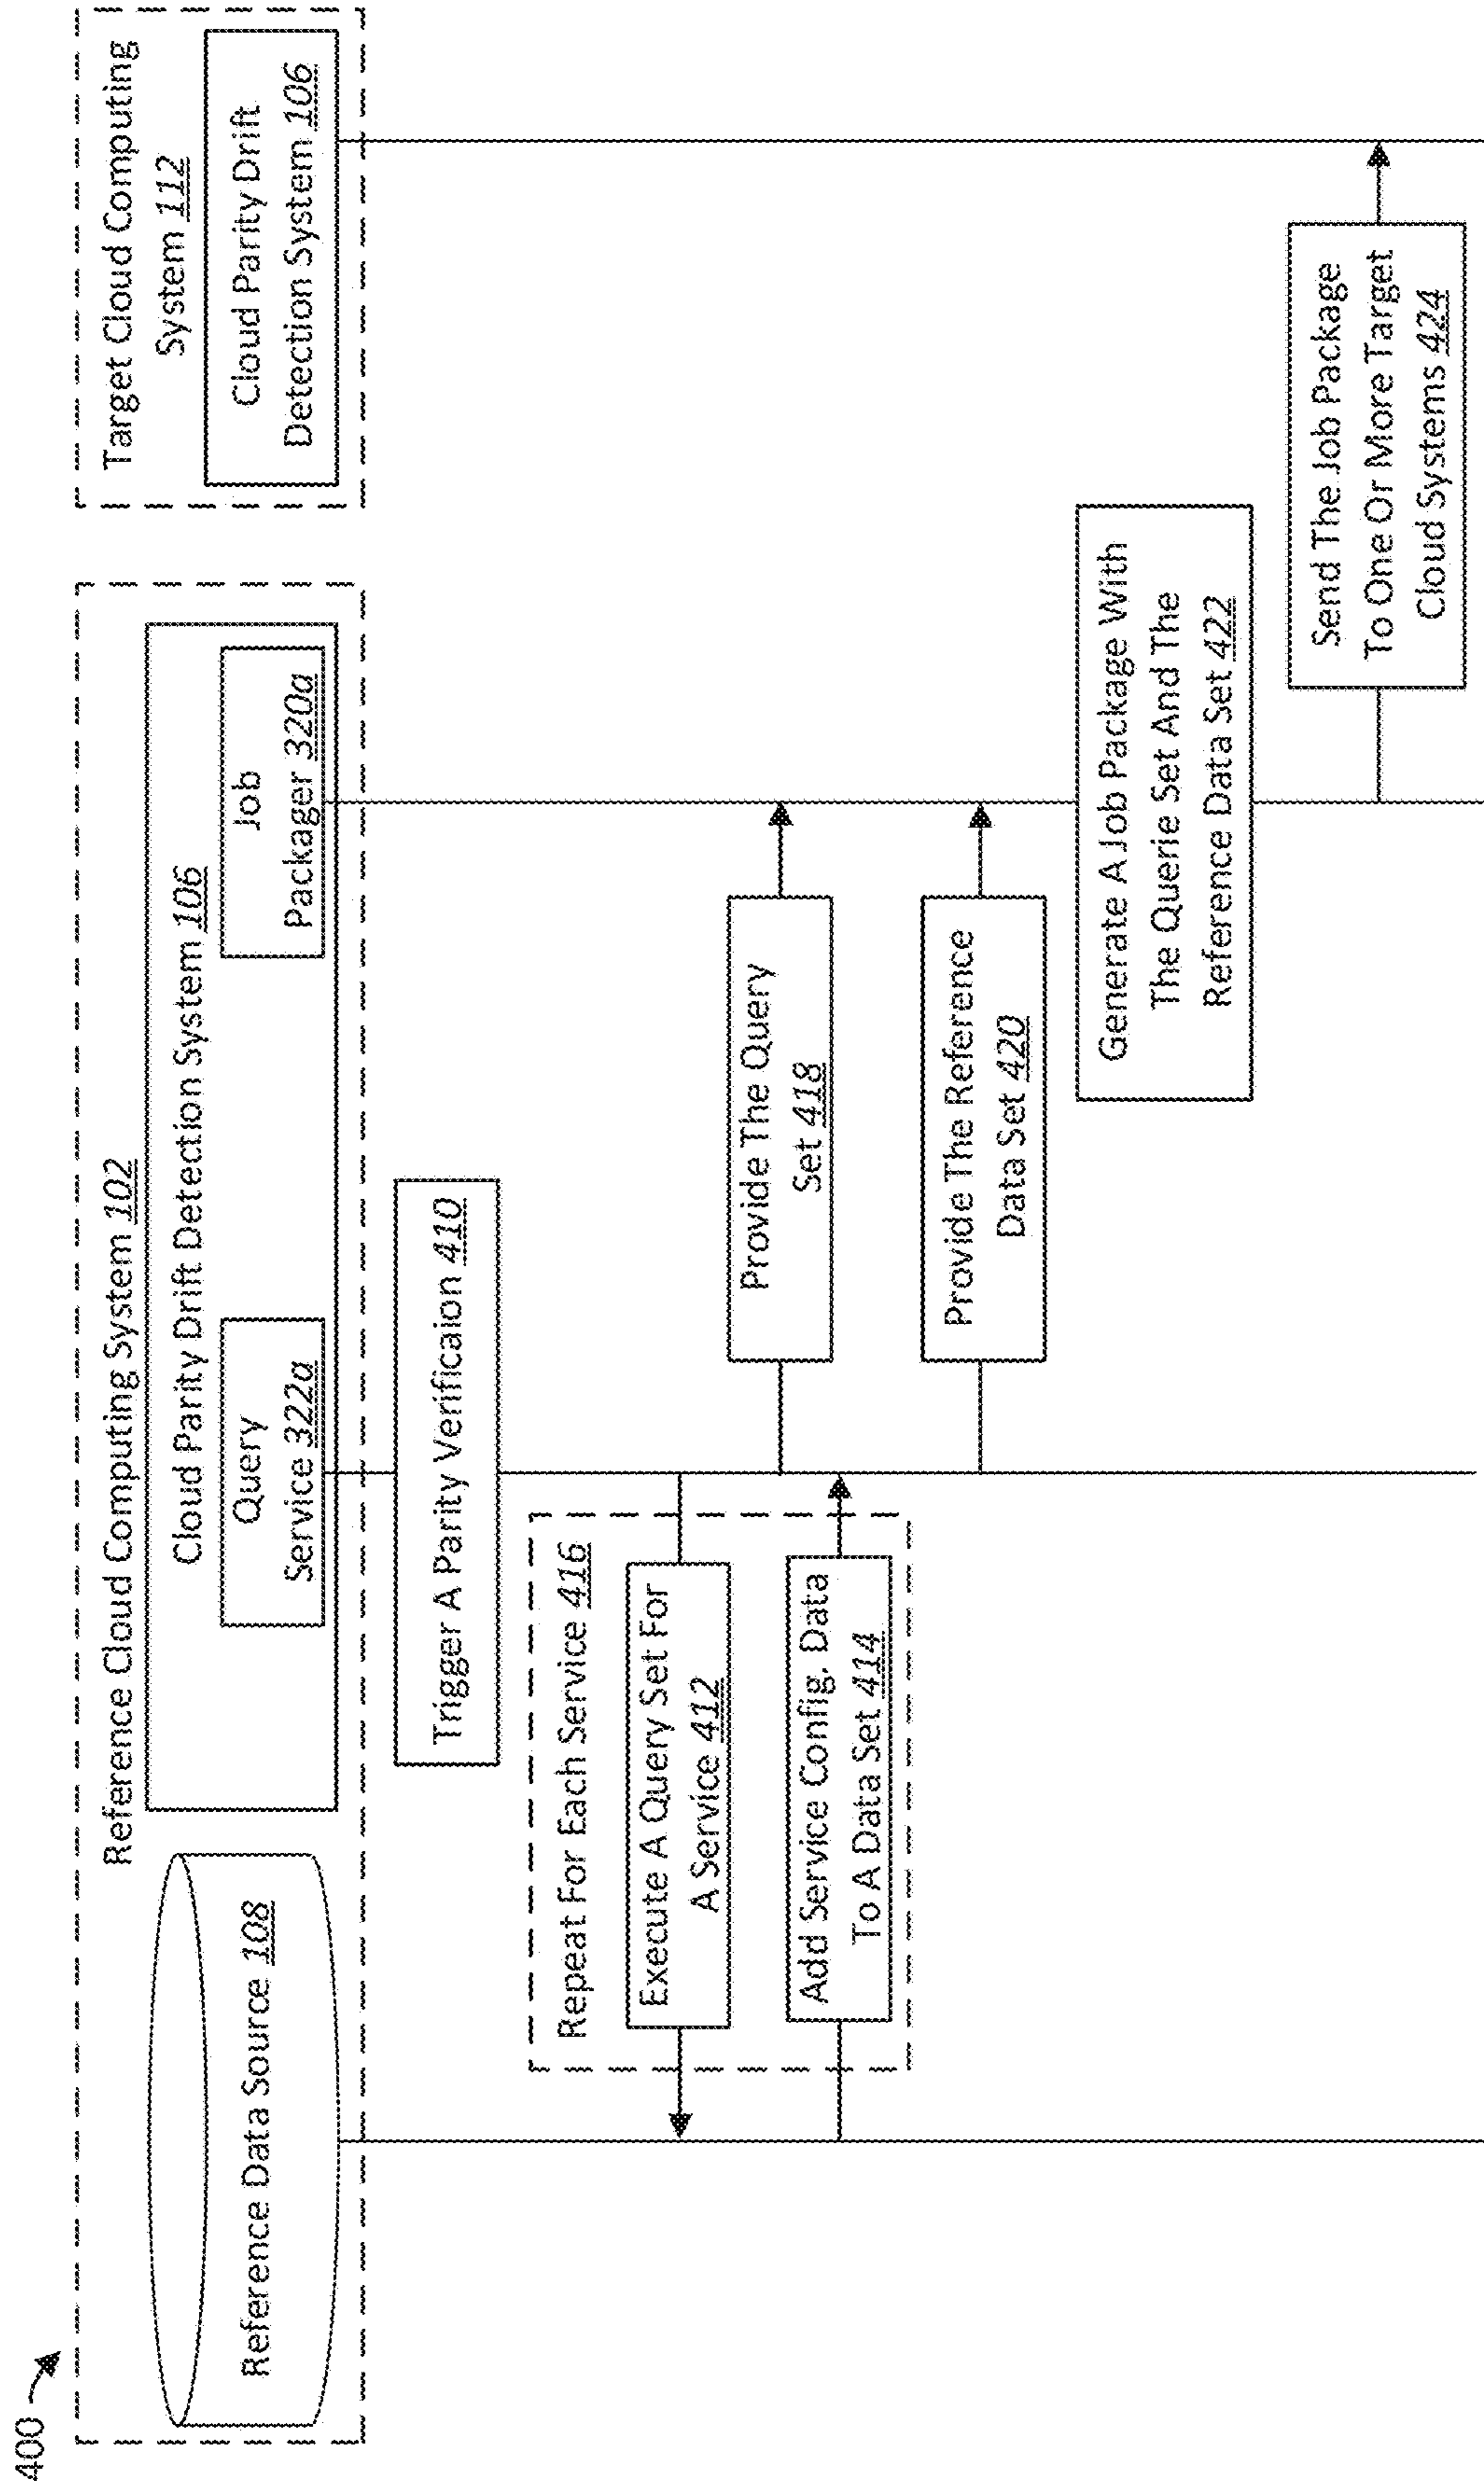 400
Reference Cloud Computing System 102
Reference Data Source 108
Cloud Parity Drift Detection System 106
Query
Service 322a
Job
Packager 320a
Target Cloud Computing
System 112
Cloud Parity Drift
Detection System 106
Trigger A Parity Verificaion 410
Repeat For Each Service 416
Execute A Query Set For
A Service 412
Add Service Config. Data
To A Data Set 414
Provide The Query
Set 418
Provide The Reference
Data Set 420
Generate A Job Package With
The Querie Set And The
Reference Data Set 422
Send The Job Package
To One Or More Target
Cloud Systems 424